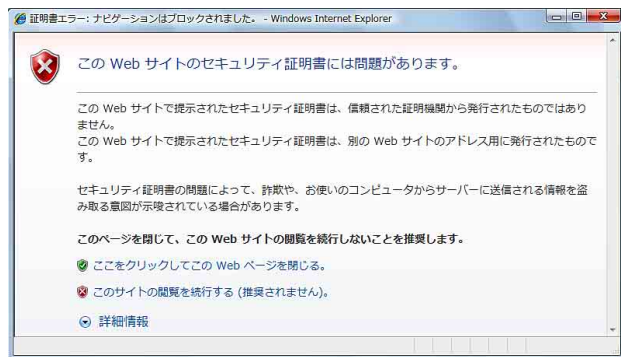 証明書エラー: ナビゲーションはブロックされました。 - Windows Internet Explorer
この Web サイトのセキュリティ証明書には問題があります。
この Web サイトで提示されたセキュリティ証明書は、信頼された証明機関から発行されたものではあり
ません。
この Web サイトで提示されたセキュリティ証明書は、別の Web サイトのアドレス用に発行されたもので
す。
セキュリティ証明書の問題によって、詐欺や、お使いのコンピュータからサーバーに送信される情報を盗
み取る意図が示唆されている場合があります。
このページを閉じて、この Web サイトの閲覧を続行しないことを推奨します。
ここをクリックしてこの Web ページを閉じる。
このサイトの閲覧を続行する (推奨されません)。
詳細情報